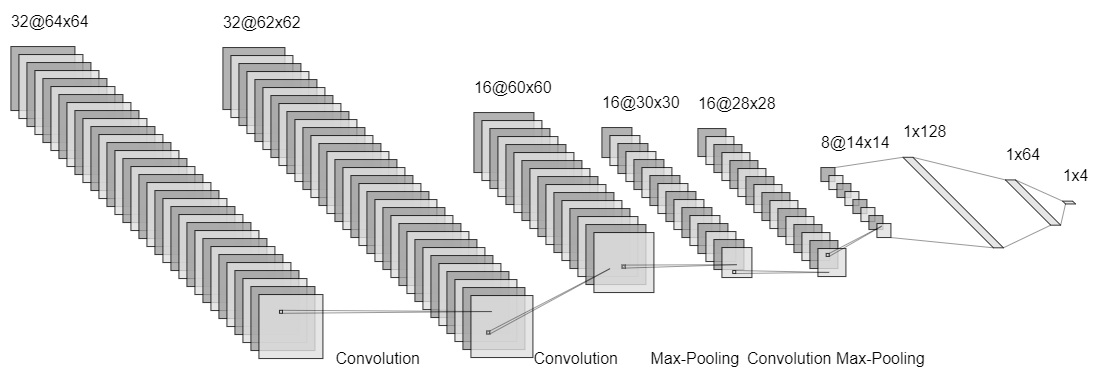 32@64x64
32@62x62
16@60x60
16@30x30
16@28x28
8@14x14
1x128
1x64
1x4
Convolution
Convolution
Max-Pooling
Convolution
Max-Pooling